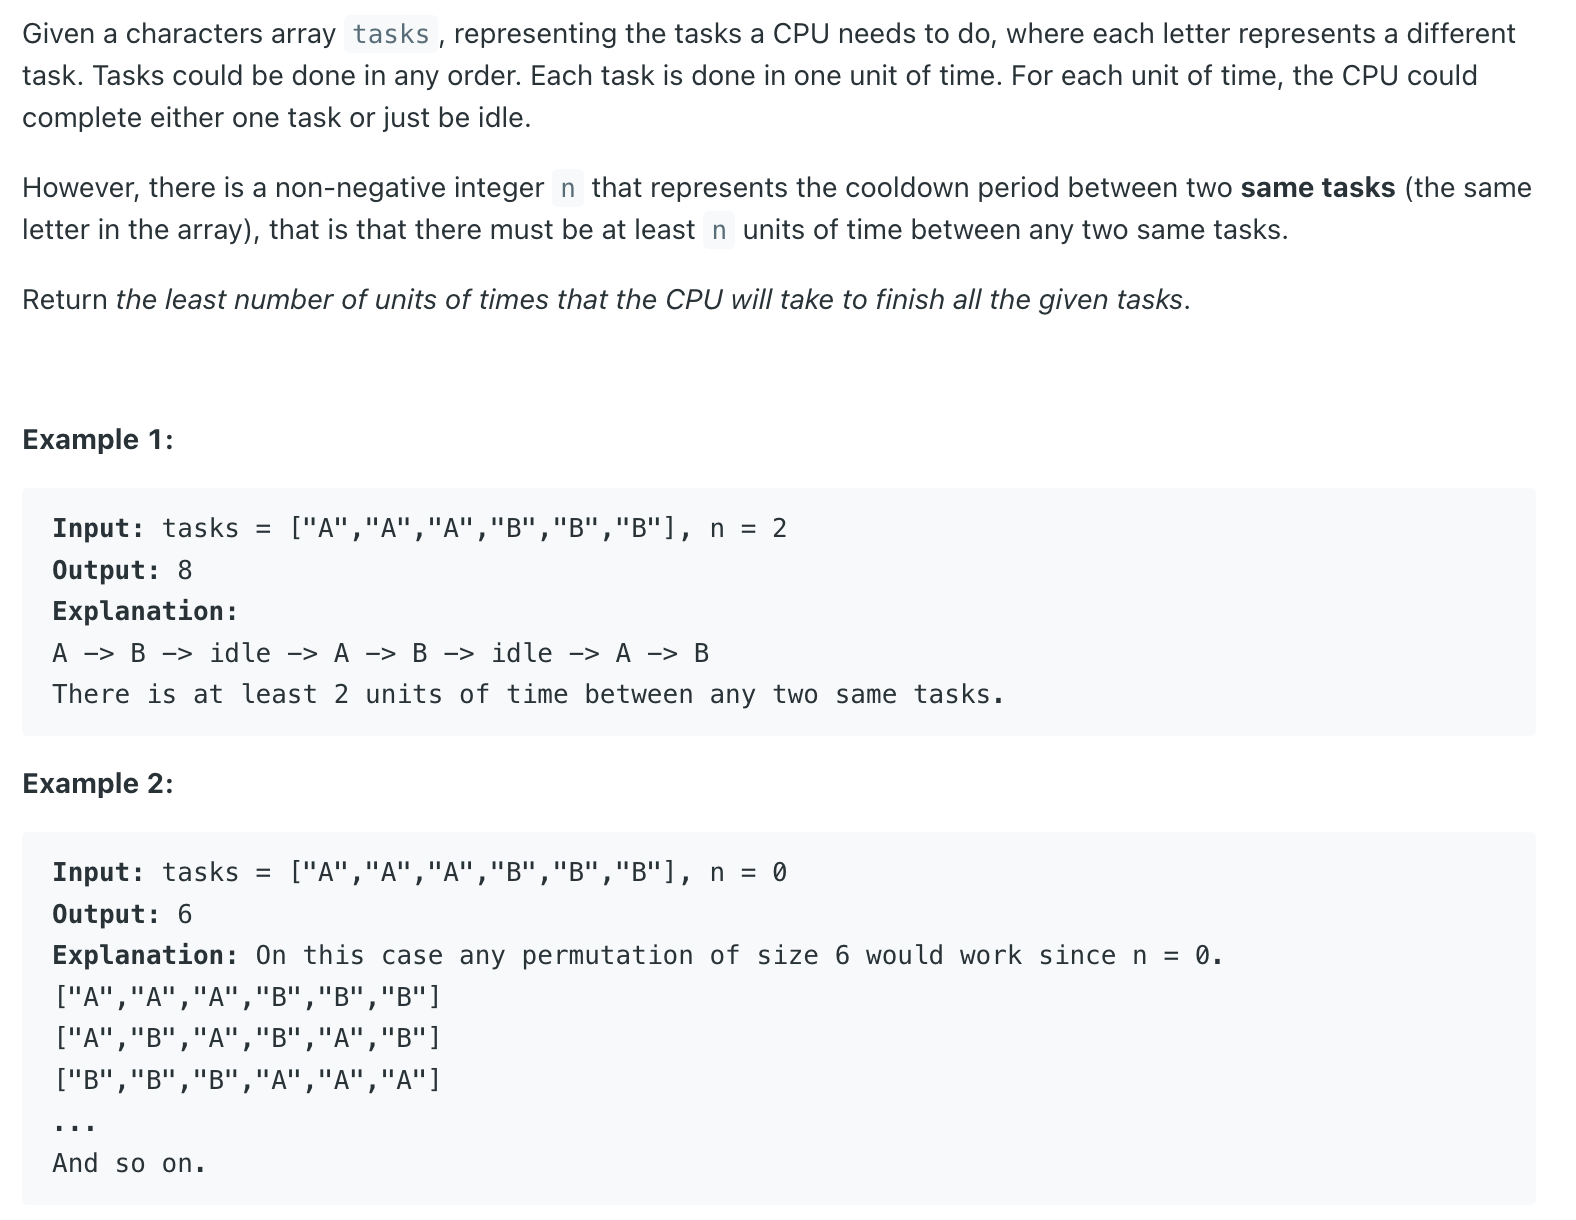 Given a characters array tasks, representing the tasks a CPU needs to do, where each letter represents a different
task. Tasks could be done in any order. Each task is done in one unit of time. For each unit of time, the CPU could
complete either one task or just be idle.
However, there is a non-negative integer n that represents the cooldown period between two same tasks (the same
letter in the array), that is that there must be at least n units of time between any two same tasks.
Return the least number of units of times that the CPU will take to finish all the given tasks.
Example 1:
Input: tasks = ["A","A","A","B","B","B"], n = 2
Output: 8
Explanation:
A -> B -> idle -> A -> B -> idle -> A -> B
There is at least 2 units of time between any two same tasks.
Example 2:
Input: tasks = ["A","A","A","B","B","B"], n = 0
Output: 6
Explanation: On this case any permutation of size 6 would work since n = 0.
["A","A","A","B","B","B"]
["A","B","A","B","A","B"]
["B","B","B","A","A","A"]
...
And so on.